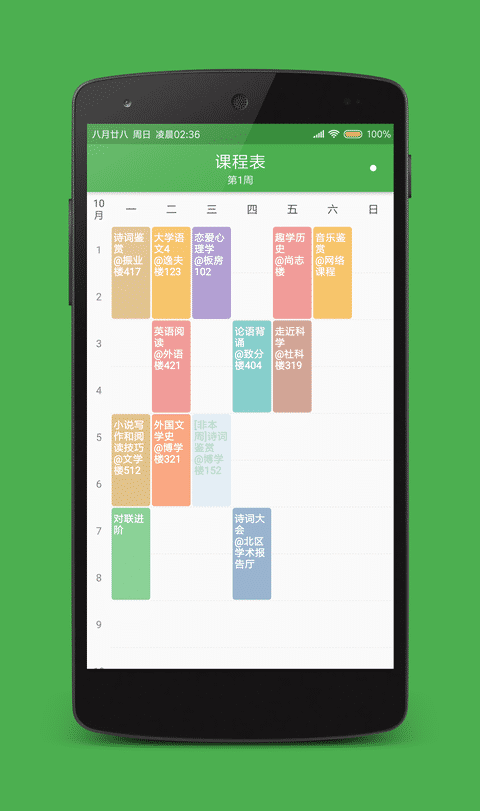 八月廿八 周日 凌晨02:36
100%
课程表
第1周
10
月
一 二 三 四 五 六 日
1
诗词鉴
赏
@振业
楼417
大学语
文4
@逸夫
楼123
恋爱心
理学
@板房
102
趣学历
史
@尚志
楼
音乐鉴
赏
@网络
课程
2
3
英语阅
读
@外语
楼421
论语背
诵
@致分
楼404
走近科
学
@社科
楼319
4
5
小说写
作和阅
读技巧
@文学
楼512
外国文
学史
@博学
楼321
[非本
周]诗词
鉴赏
@博学
楼152
6
7
对联进
阶
诗词大
会
@北区
学术报
告厅
8
9